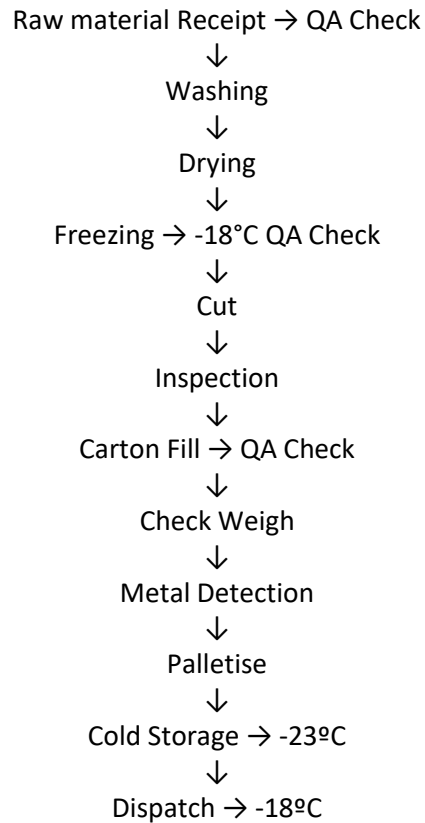 Raw material Receipt → QA Check
↓
Washing
↓
Drying
↓
Freezing → -18°C QA Check
↓
Cut
↓
Inspection
↓
Carton Fill → QA Check
↓
Check Weigh
↓
Metal Detection
↓
Palletise
↓
Cold Storage → -23ºC
↓
Dispatch → -18ºC